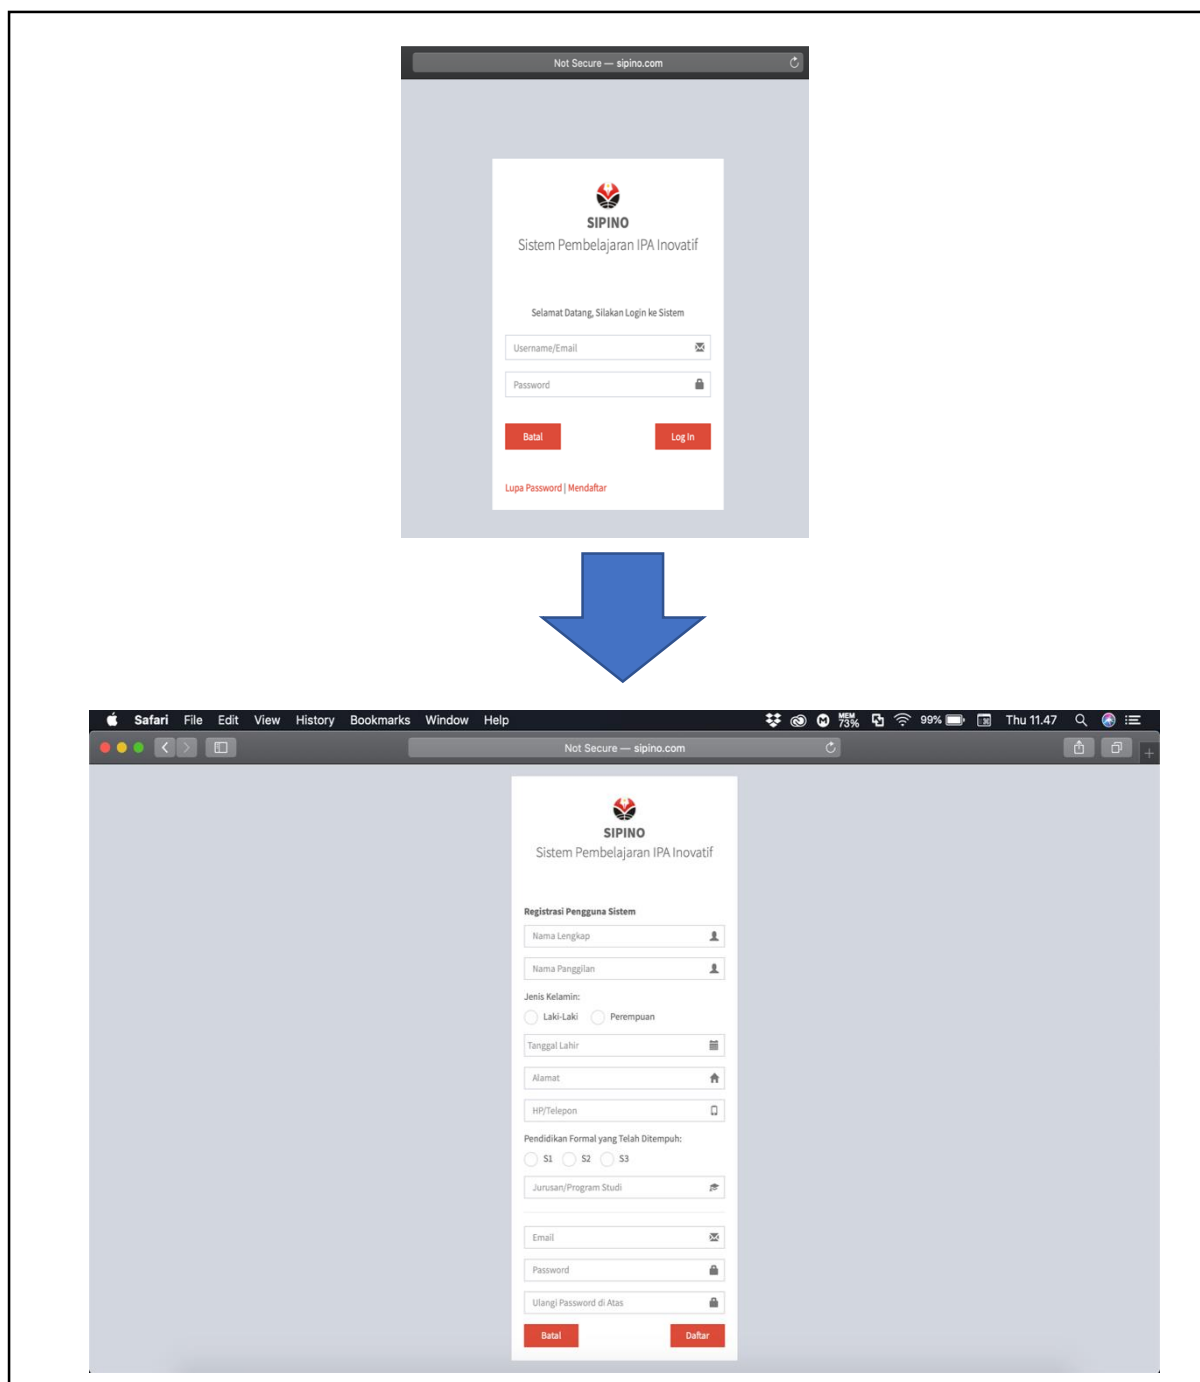 Not Secure — sipino.com
SIPINO
Sistem Pembelajaran IPA Inovatif
Selamat Datang, Silakan Login ke Sistem
Username/Email
Password
Batal Log In
Lupa Password | Mendaftar
Safari File Edit View History Bookmarks Window Help MEM 73% 99% Thu 11.47
Not Secure — sipino.com
SIPINO
Sistem Pembelajaran IPA Inovatif
Registrasi Pengguna Sistem
Nama Lengkap
Nama Panggilan
Jenis Kelamin:
Laki-Laki Perempuan
Tanggal Lahir
Alamat
HP/Telepon
Pendidikan Formal yang Telah Ditempuh:
S1 S2 S3
Jurusan/Program Studi
Email
Password
Ulangi Password di Atas
Batal Daftar